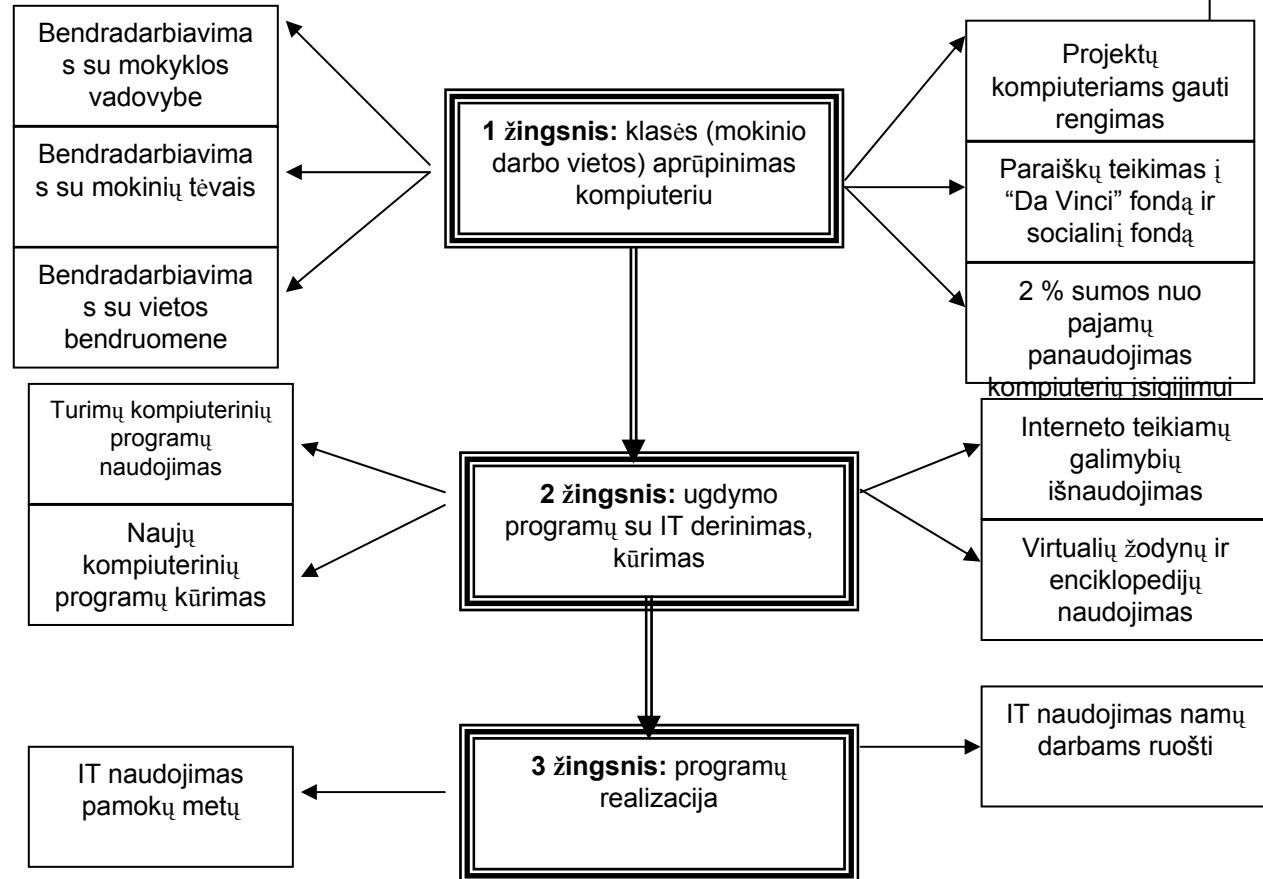 Bendradarbiavima
s su mokyklos
vadovybe
Bendradarbiavima
s su mokinių tėvais
Bendradarbiavima
s su vietos
bendruomene
1 žingsnis: klasės (mokinio
darbo vietos) aprūpinimas
kompiuteriu
Projektų
kompiuteriams gauti
rengimas
Paraiškų teikimas į
“Da Vinci” fondą ir
socialinį fondą
2 % sumos nuo
pajamų
panaudojimas
kompiuterių įsigijimui
Turimų kompiuterinių
programų
naudojimas
Naujų
kompiuterinių
programų kūrimas
2 žingsnis: ugdymo
programų su IT derinimas,
kūrimas
Interneto teikiamų
galimybių
išnaudojimas
Virtualių žodynų ir
enciklopedijų
naudojimas
IT naudojimas
pamokų metų
3 žingsnis: programų
realizacija
IT naudojimas namų
darbams ruošti